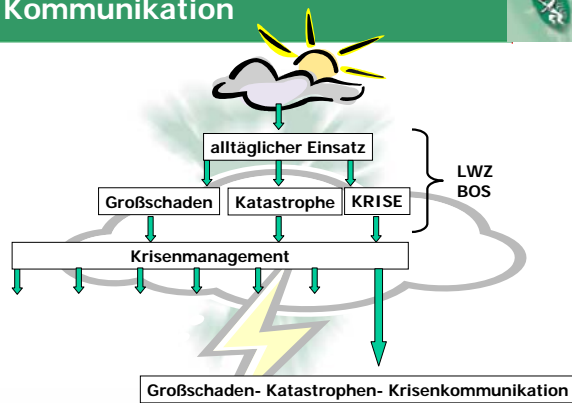 Kommunikation
alltäglicher Einsatz
LWZ
BOS
Großschaden
Katastrophe
KRISE
Krisenmanagement
Großschaden- Katastrophen- Krisenkommunikation